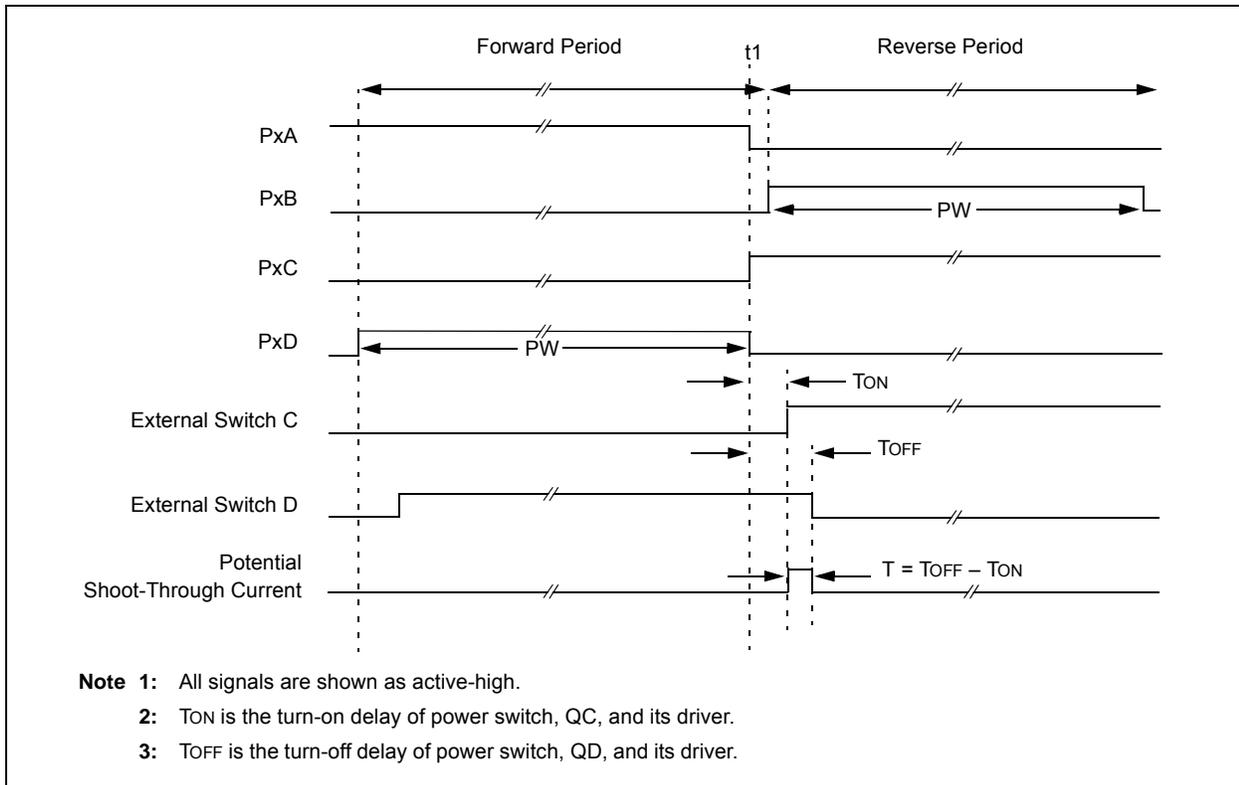 Forward Period
t1
Reverse Period
PxA
PxB
PW
PxC
PxD
PW
TON
External Switch C
TOFF
External Switch D
Potential
Shoot-Through Current
T = TOFF – TON
Note 1: All signals are shown as active-high.
2: TON is the turn-on delay of power switch, QC, and its driver.
3: TOFF is the turn-off delay of power switch, QD, and its driver.